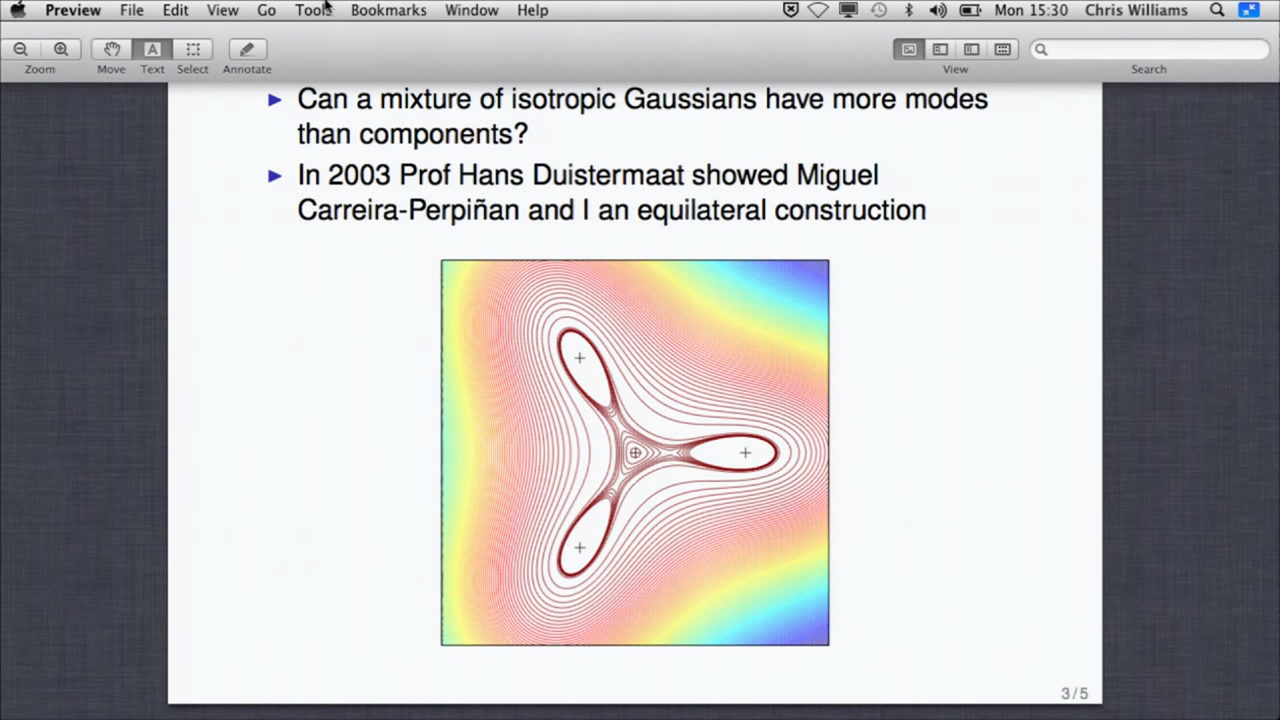 Preview File Edit View Go Tools Bookmarks Window Help Mon 15:30 Chris Williams
Zoom Move Text Select Annotate View Search
A
► Can a mixture of isotropic Gaussians have more modes
than components?
► In 2003 Prof Hans Duistermaat showed Miguel
Carreira-Perpiñan and I an equilateral construction
3/5